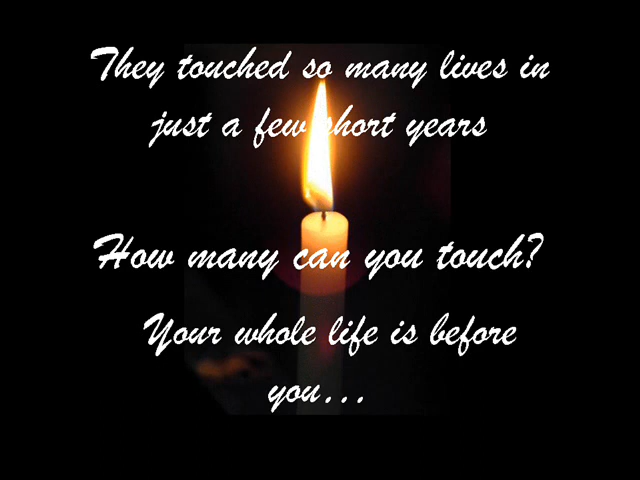 They touched so many lives in
just a few short years
How many can you touch?
Your whole life is before
you...